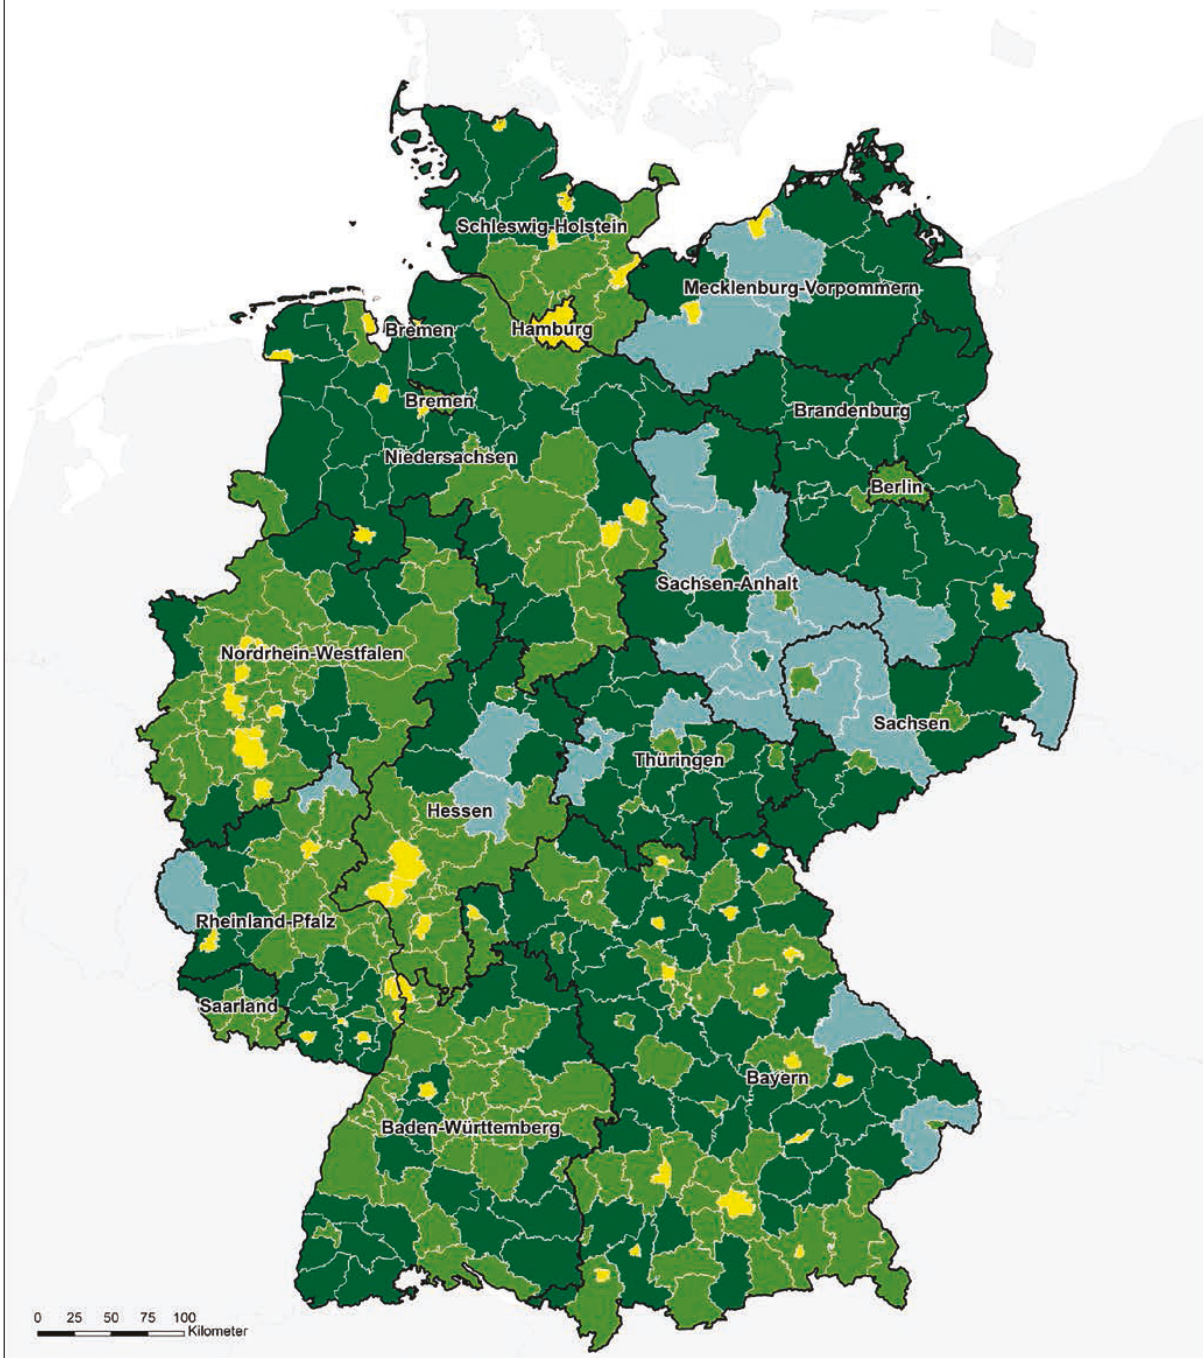 Schleswig-Holstein
Mecklenburg-Vorpommern
Hamburg
Bremen
Bremen
Brandenburg
Niedersachsen
Berlin
Sachsen-Anhalt
Nordrhein-Westfalen
Sachsen
Thüringen
Hessen
Rheinland-Pfalz
Saarland
Bayern
Baden-Württemberg
0 25 50 75 100
Kilometer